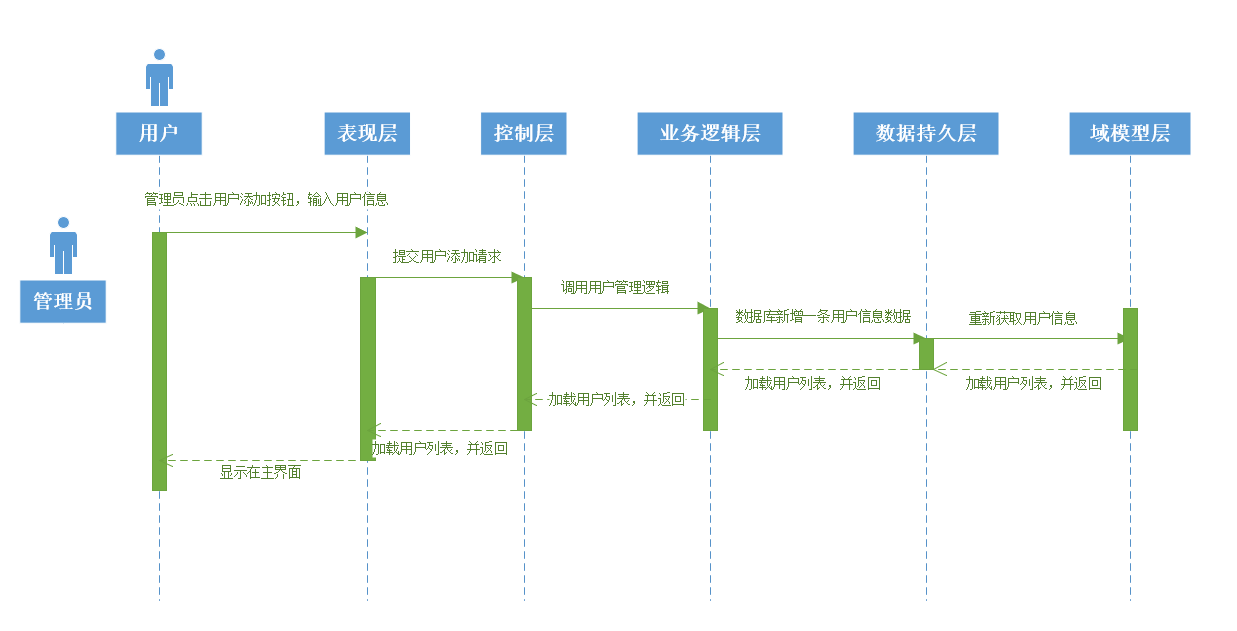 用户
表现层
控制层
业务逻辑层
数据持久层
域模型层
管理员点击用户添加按钮，输入用户信息
管理员
提交用户添加请求
调用用户管理逻辑
数据库新增一条用户信息数据
重新获取用户信息
加载用户列表，并返回
加载用户列表，并返回
加载用户列表，并返回
加载用户列表，并返回
显示在主界面